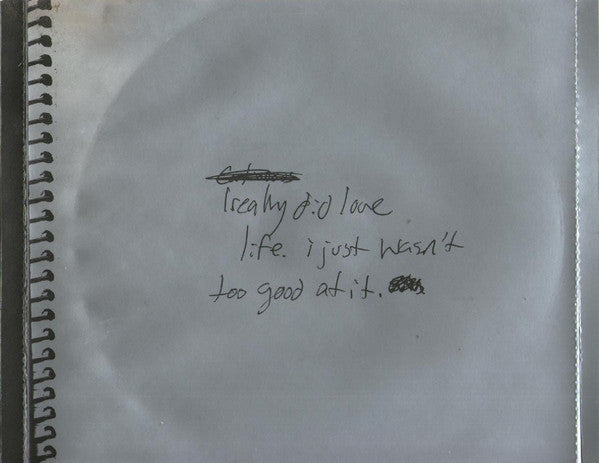 I really did love
life. i just wasn't
too good at it.